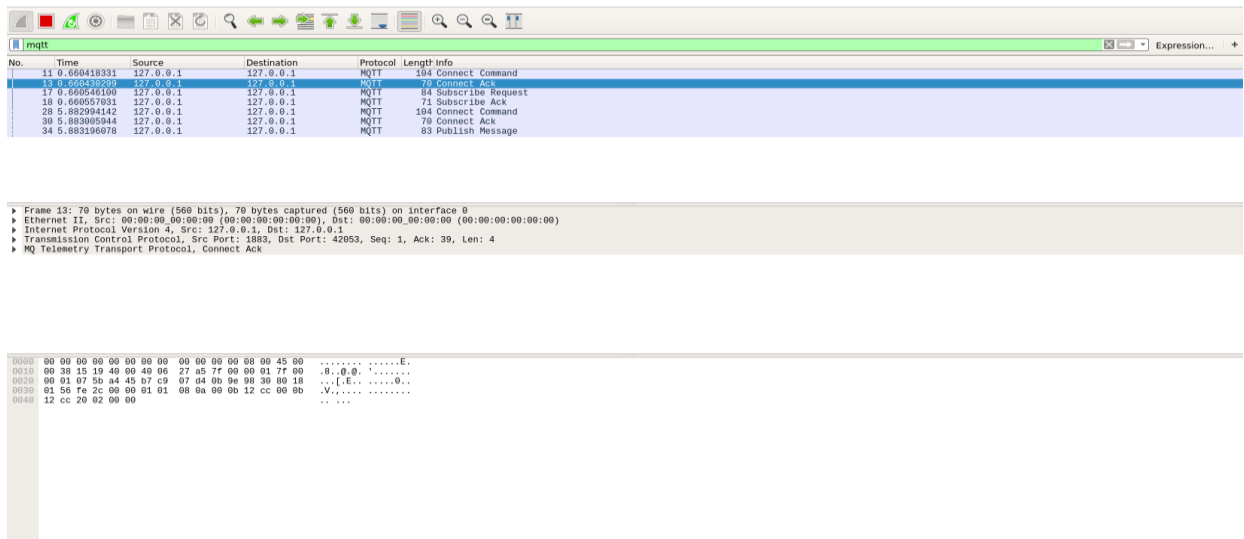 mqtt Expression... +
No. Time Source Destination Protocol Length Info
11 0.660418331 127.0.0.1 127.0.0.1 MQTT 104 Connect Command
13 0.660430299 127.0.0.1 127.0.0.1 MQTT 70 Connect Ack
17 0.660546100 127.0.0.1 127.0.0.1 MQTT 84 Subscribe Request
18 0.660557031 127.0.0.1 127.0.0.1 MQTT 71 Subscribe Ack
28 5.882994142 127.0.0.1 127.0.0.1 MQTT 104 Connect Command
30 5.883005944 127.0.0.1 127.0.0.1 MQTT 70 Connect Ack
34 5.883196078 127.0.0.1 127.0.0.1 MQTT 83 Publish Message
Frame 13: 70 bytes on wire (560 bits), 70 bytes captured (560 bits) on interface 0
Ethernet II, Src: 00:00:00_00:00:00 (00:00:00:00:00:00), Dst: 00:00:00_00:00:00 (00:00:00:00:00:00)
Internet Protocol Version 4, Src: 127.0.0.1, Dst: 127.0.0.1
Transmission Control Protocol, Src Port: 1883, Dst Port: 42053, Seq: 1, Ack: 39, Len: 4
MQ Telemetry Transport Protocol, Connect Ack
0000 00 00 00 00 00 00 00 00 00 00 00 00 08 00 45 00 ........ ......E.
0010 00 38 15 19 40 00 40 06 27 a5 7f 00 00 01 7f 00 .8..@.@. '.......
0020 00 01 07 5b a4 45 b7 c9 07 d4 0b 9e 98 30 80 18 ...[.E.. .....0..
0030 01 56 fe 2c 00 00 01 01 08 0a 00 0b 12 cc 00 0b .V.,.... ........
0040 12 cc 20 02 00 00 .. ...